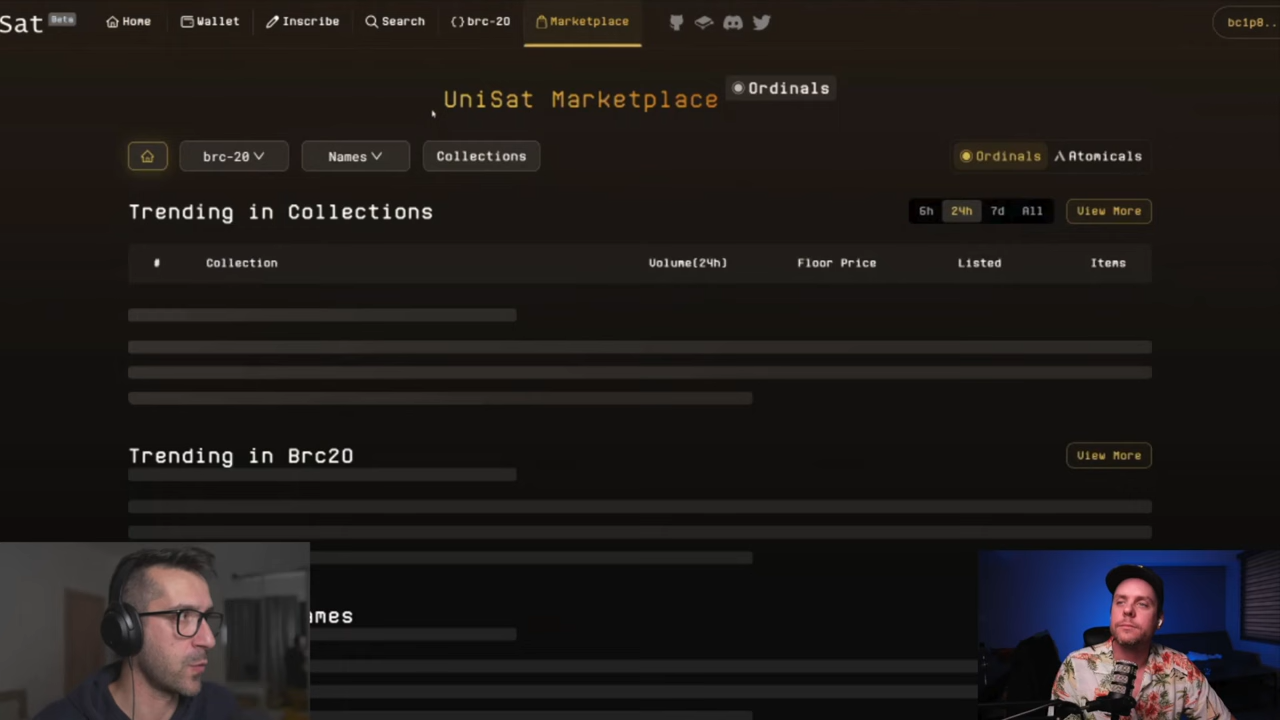 Sat Beta Home Wallet Inscribe Search brc-20 Marketplace bc1p8..
UniSat Marketplace Ordinals
brc-20 Names Collections Ordinals Atomicals
Trending in Collections 6h 24h 7d All View More
# Collection Volume(24h) Floor Price Listed Items
Trending in Brc20 View More
ames